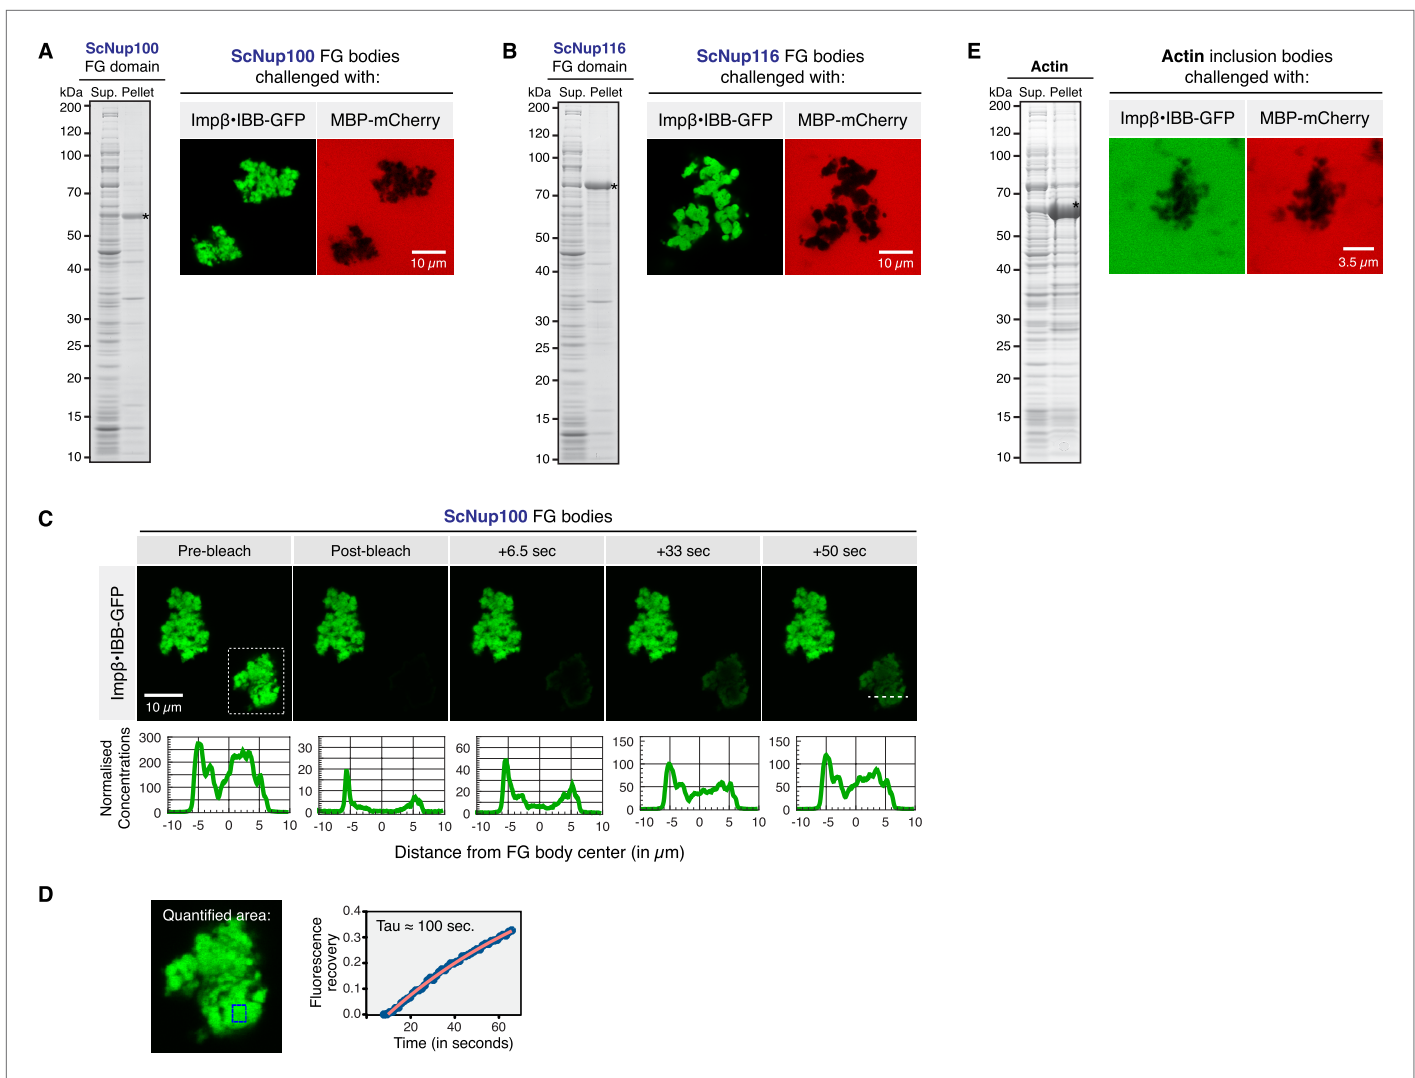 A
ScNup100
FG domain
kDa Sup. Pellet
200
120
100
70
50
40
30
25
20
15
10
*
ScNup100 FG bodies
challenged with:
Impβ•IBB-GFP MBP-mCherry
10 µm
B
ScNup116
FG domain
kDa Sup. Pellet
200
120
100
70
50
40
30
25
20
15
10
*
ScNup116 FG bodies
challenged with:
Impβ•IBB-GFP MBP-mCherry
10 µm
E
Actin
kDa Sup. Pellet
200
120
100
70
50
40
30
25
20
15
10
*
Actin inclusion bodies
challenged with:
Impβ•IBB-GFP MBP-mCherry
3.5 µm
C
ScNup100 FG bodies
Pre-bleach Post-bleach +6.5 sec +33 sec +50 sec
Impβ•IBB-GFP
10 µm
Normalised
Concentrations
300
200
100
0
-10 -5 0 5 10
30
20
10
0
-10 -5 0 5 10
60
40
20
0
-10 -5 0 5 10
150
100
50
0
-10 -5 0 5 10
150
100
50
0
-10 -5 0 5 10
Distance from FG body center (in µm)
D
Quantified area:
Fluorescence
recovery
0.4
0.3
0.2
0.1
0.0
Tau ≈ 100 sec.
20 40 60
Time (in seconds)